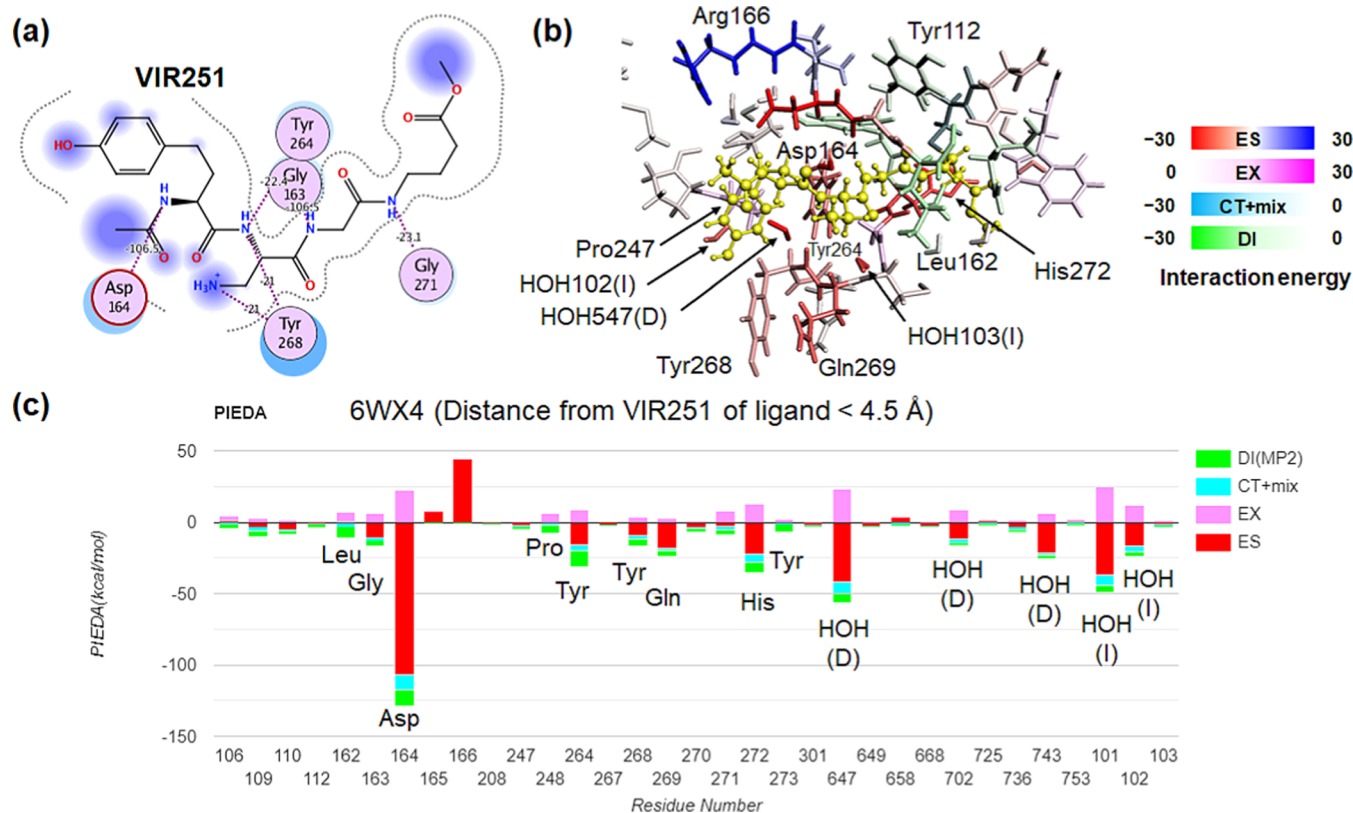 (a)
VIR251
HO
O
O
Tyr
264
-22.4
Gly
163
-106.5
H
N
H
N
H
N
H
N
O
O
O
O
-23.1
-106.5
Asp
164
H₃N⁺
-21
-21
Tyr
268
Gly
271
(b)
Arg166
Tyr112
Asp164
Pro247
HOH102(I)
HOH547(D)
Tyr264
Leu162
His272
HOH103(I)
Tyr268
Gln269
−30 ES 30
0 EX 30
−30 CT+mix 0
−30 DI 0
Interaction energy
(c)
PIEDA
6WX4 (Distance from VIR251 of ligand < 4.5 Å)
PIEDA(kcal/mol)
50
0
-50
-100
-150
DI(MP2)
CT+mix
EX
ES
Leu
Gly
Asp
Pro
Tyr
Tyr
Gln
His
Tyr
HOH
(D)
HOH
(D)
HOH
(D)
HOH
(I)
HOH
(I)
106 110 162 164 166 247 264 268 270 272 301 649 668 725 743 101 103
109 112 163 165 208 248 267 269 271 273 647 658 702 736 753 102
Residue Number